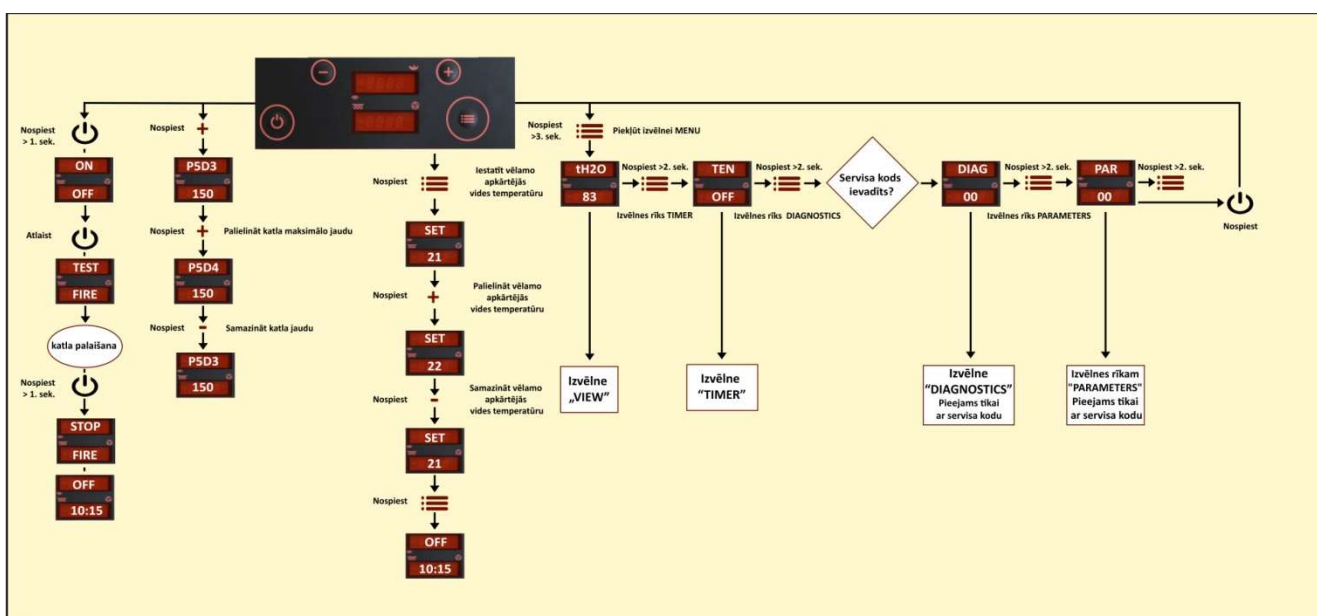 Nospiest
> 1. sek.
ON
OFF
Atlaist
TEST
FIRE
katla palaišana
Nospiest
> 1. sek.
STOP
FIRE
OFF
10:15
Nospiest
+
P5D3
150
Nospiest + Palielināt katla maksimālo jaudu
P5D4
150
Nospiest - Samazināt katla jaudu
P5D3
150
Nospiest
Iestatīt vēlamo
apkārtējās
vides temperatūru
SET
21
Nospiest +
Palielināt vēlamo
apkārtējās
vides temperatūru
SET
22
Nospiest -
Samazināt vēlamo
apkārtējās
vides temperatūru
SET
21
Nospiest
OFF
10:15
Nospiest
>3. sek.
Piekļūt izvēlnei MENU
tH2O
83
Nospiest >2. sek.
Izvēlnes rīks TIMER
TEN
OFF
Nospiest >2. sek.
Izvēlnes rīks DIAGNOSTICS
Servisa kods
ievadīts?
DIAG
00
Nospiest >2. sek.
Izvēlnes rīks PARAMETERS
PAR
00
Nospiest >2. sek.
Nospiest
Izvēlne
„VIEW”
Izvēlne
“TIMER”
Izvēlne
“DIAGNOSTICS”
Pieejams tikai
ar servisa kodu
Izvēlnes rīkam
"PARAMETERS"
Pieejams tikai
ar servisa kodu